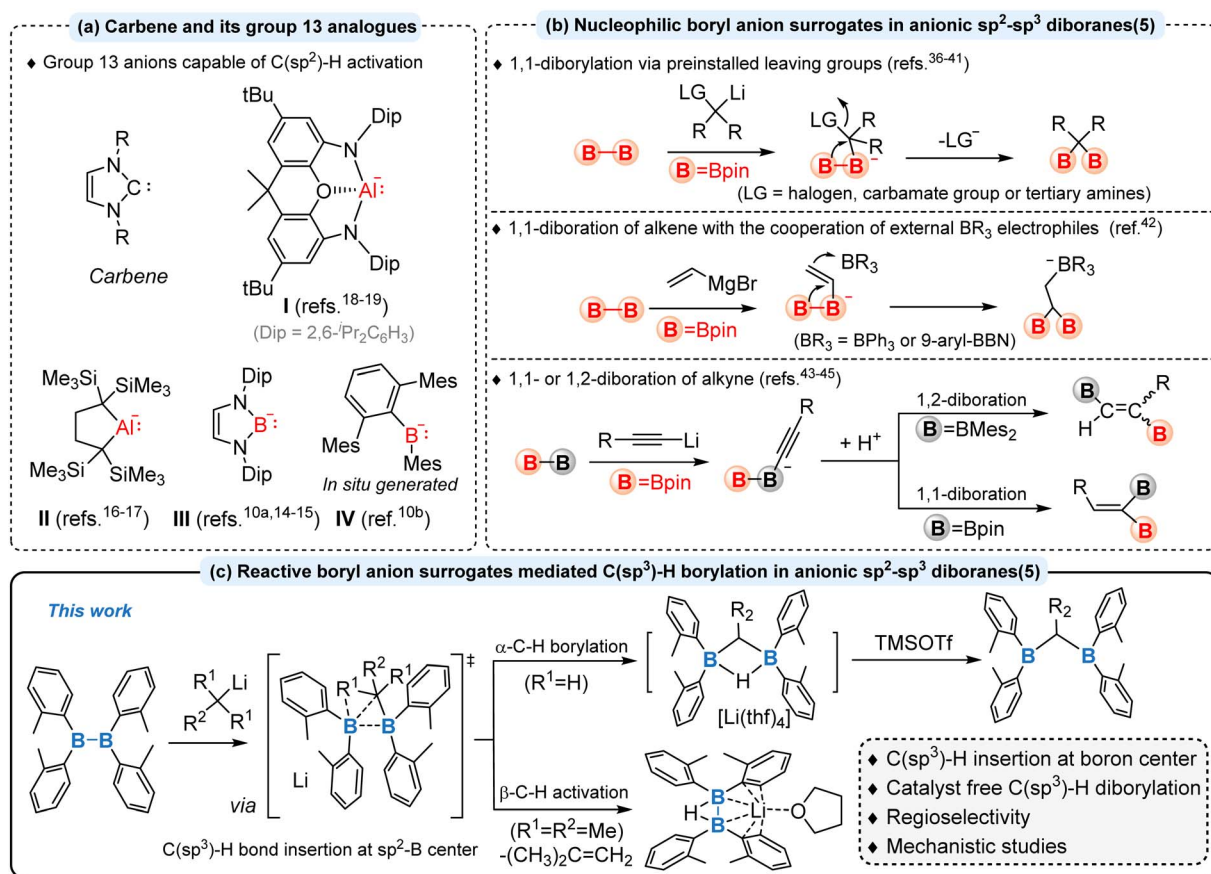 (a) Carbene and its group 13 analogues
♦ Group 13 anions capable of C(sp²)-H activation
R
N
C:
N
R
Carbene
tBu
Dip
N
O
Al:
−
N
Dip
tBu
I (refs.18-19)
(Dip = 2,6-iPr₂C₆H₃)
Me₃Si
SiMe₃
Al:
−
Me₃Si
SiMe₃
II (refs.16-17)
Dip
N
B:
−
N
Dip
III (refs.10a,14-15)
Mes
B:
−
Mes
Mes
In situ generated
IV (ref.10b)
(b) Nucleophilic boryl anion surrogates in anionic sp²-sp³ diboranes(5)
♦ 1,1-diborylation via preinstalled leaving groups (refs.36-41)
LG Li
R R
B-B
B=Bpin
LG R
R
B-B −
-LG⁻
R R
B B
(LG = halogen, carbamate group or tertiary amines)
♦ 1,1-diboration of alkene with the cooperation of external BR₃ electrophiles (ref.42)
MgBr
B-B
B=Bpin
BR₃
B-B −
(BR₃ = BPh₃ or 9-aryl-BBN)
−
BR₃
B B
♦ 1,1- or 1,2-diboration of alkyne (refs.43-45)
R Li
B-B
B=Bpin
R
B-B −
+ H⁺
1,2-diboration
B=BMes₂
B R
C=C
H B
1,1-diboration
B=Bpin
R B
B
(c) Reactive boryl anion surrogates mediated C(sp³)-H borylation in anionic sp²-sp³ diboranes(5)
This work
B-B
R¹ Li
R² R¹
via
R² R¹
R¹
B B
Li
‡
C(sp³)-H bond insertion at sp²-B center
α-C-H borylation
(R¹=H)
R₂
B B
H
[Li(thf)₄]
TMSOTf
R₂
B B
β-C-H activation
(R¹=R²=Me)
-(CH₃)₂C=CH₂
B
H Li O
B
♦ C(sp³)-H insertion at boron center
♦ Catalyst free C(sp³)-H diborylation
♦ Regioselectivity
♦ Mechanistic studies